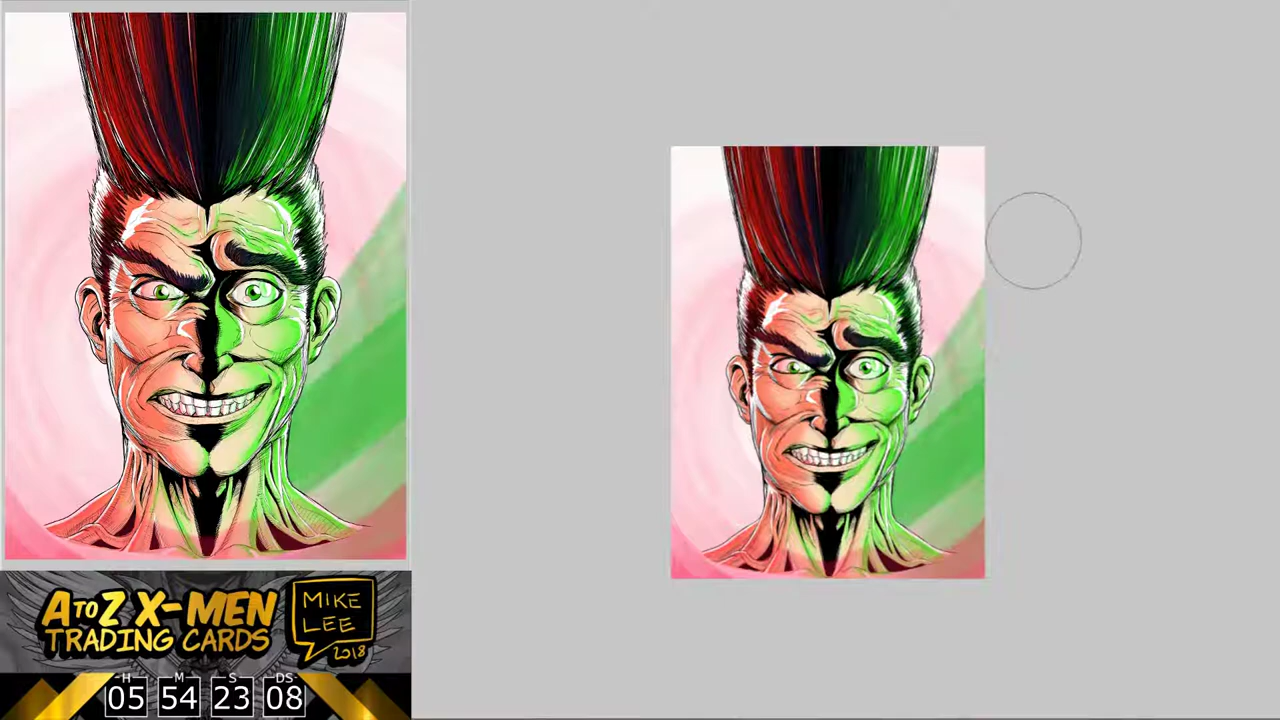 A TO Z X-MEN
TRADING CARDS
MIKE
LEE
2018
H M S DS
05 54 23 08